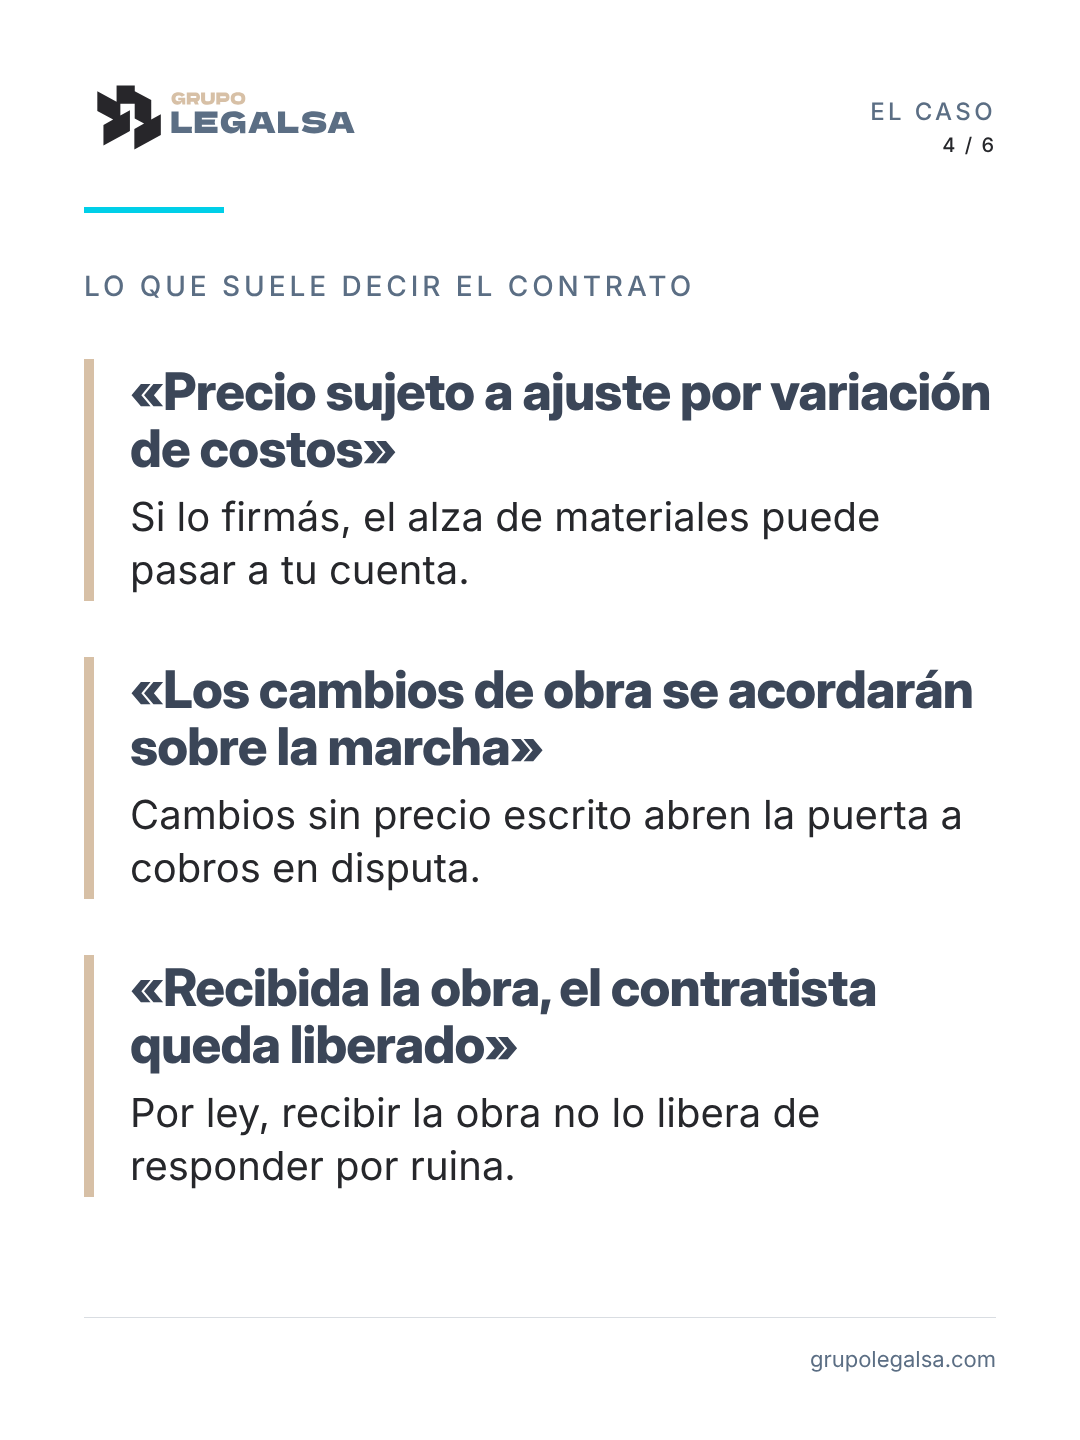 GRUPO
LEGALSA
EL CASO
4 / 6
LO QUE SUELE DECIR EL CONTRATO
«Precio sujeto a ajuste por variación
de costos»
Si lo firmás, el alza de materiales puede
pasar a tu cuenta.
«Los cambios de obra se acordarán
sobre la marcha»
Cambios sin precio escrito abren la puerta a
cobros en disputa.
«Recibida la obra, el contratista
queda liberado»
Por ley, recibir la obra no lo libera de
responder por ruina.
grupolegalsa.com